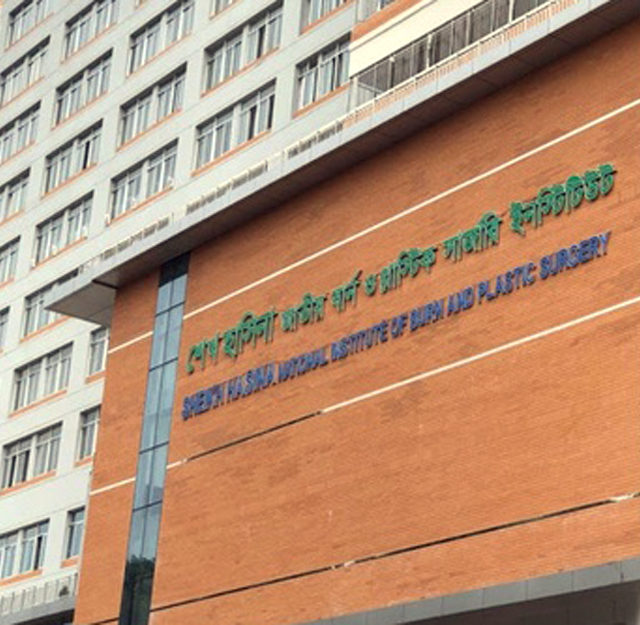 শেখ হাসিনা জাতীয় বার্ন ও প্লাস্টিক সার্জারি ইনস্টিটিউট
SHEIKH HASINA NATIONAL INSTITUTE OF BURN AND PLASTIC SURGERY